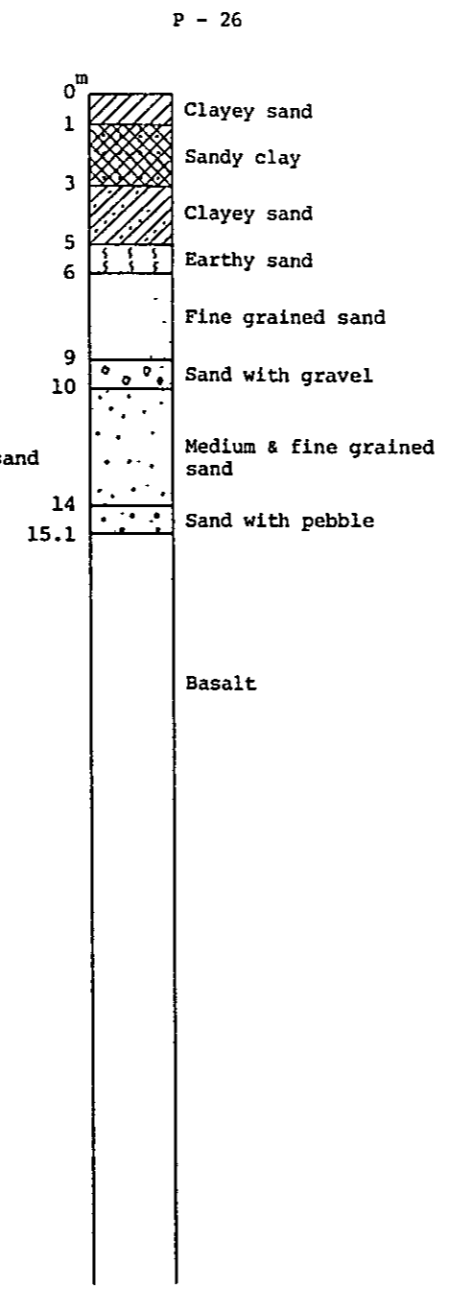 P - 26
0m
Clayey sand
1
Sandy clay
3
Clayey sand
5
Earthy sand
6
Fine grained sand
9
Sand with gravel
10
Medium & fine grained
sand
sand
14
Sand with pebble
15.1
Basalt